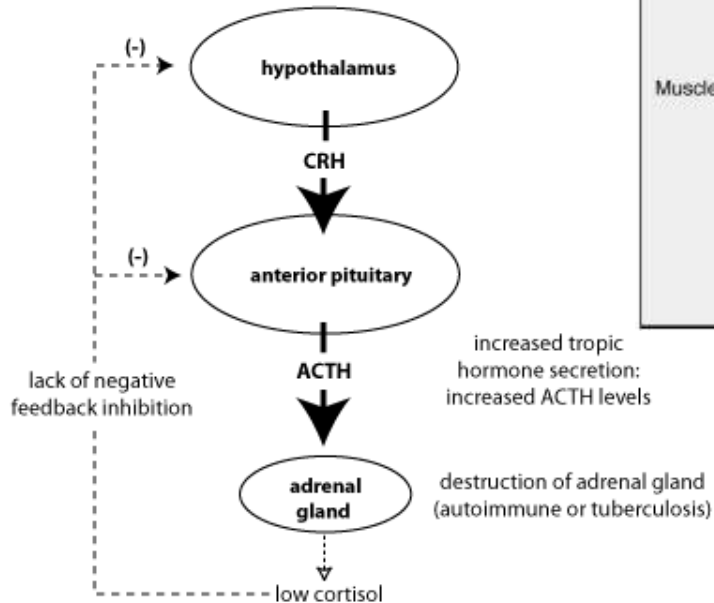 (-)
hypothalamus
Muscle
CRH
(-)
anterior pituitary
increased tropic
hormone secretion:
increased ACTH levels
ACTH
lack of negative
feedback inhibition
adrenal
gland
destruction of adrenal gland
(autoimmune or tuberculosis)
low cortisol